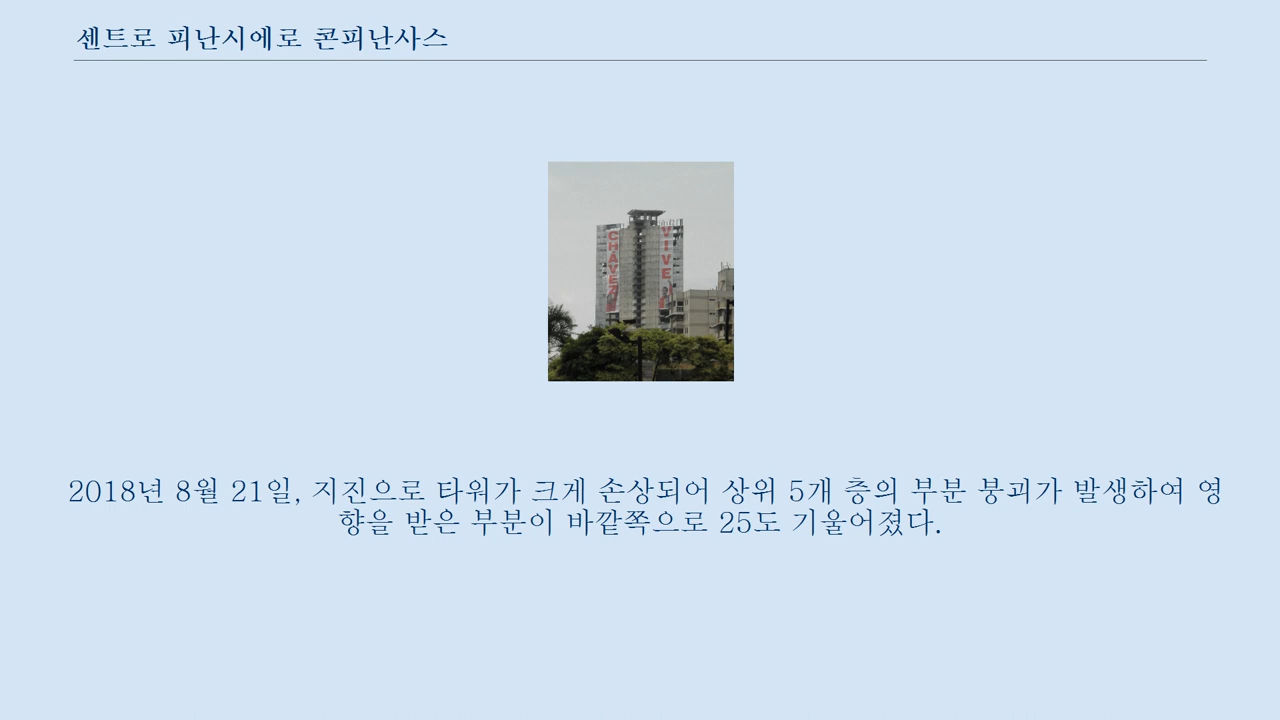 센트로 피난시에로 콘피난사스
CHÁVEZ
VIVE
2018년 8월 21일, 지진으로 타워가 크게 손상되어 상위 5개 층의 부분 붕괴가 발생하여 영
향을 받은 부분이 바깥쪽으로 25도 기울어졌다.